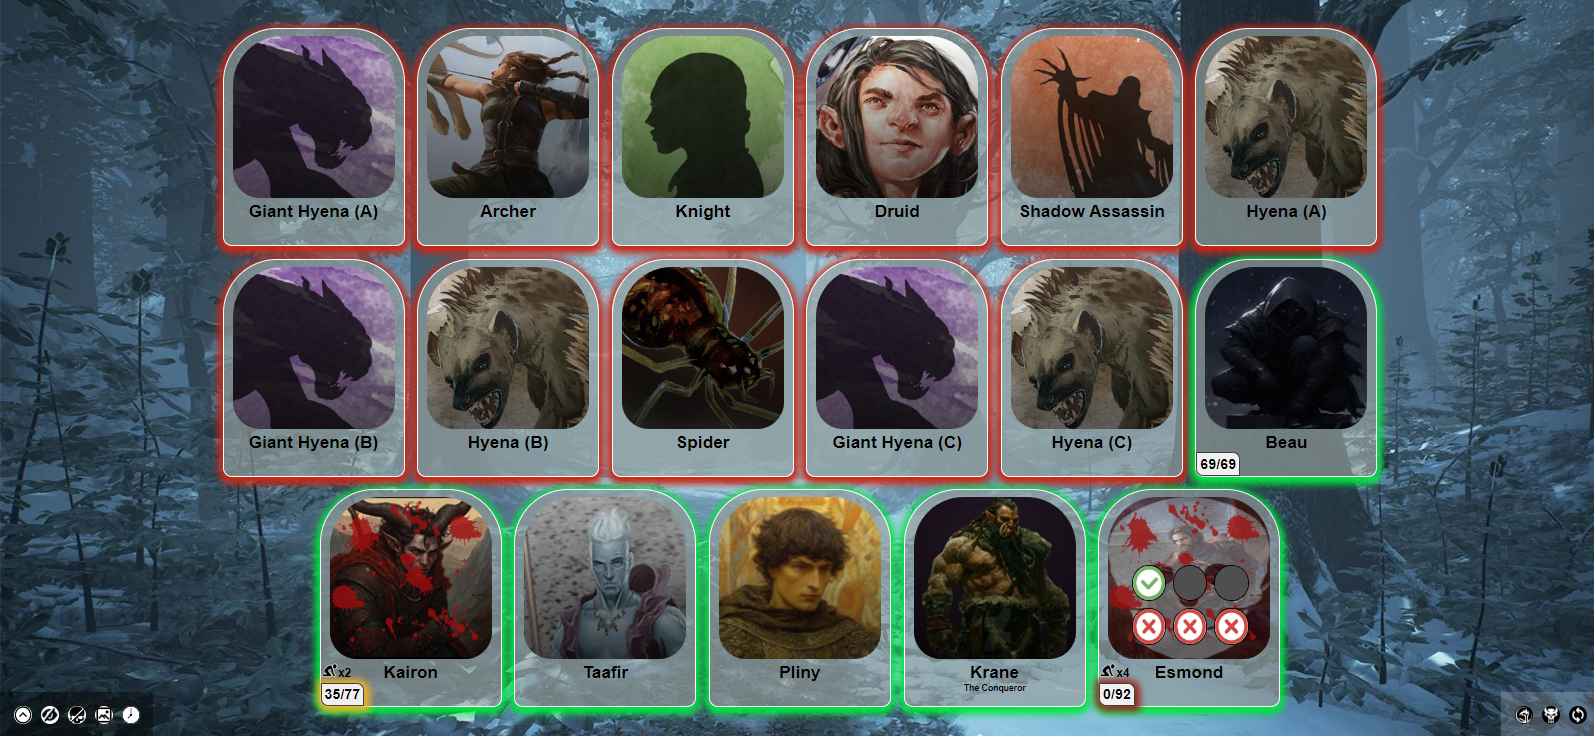 Giant Hyena (A)
Archer
Knight
Druid
Shadow Assassin
Hyena (A)
Giant Hyena (B)
Hyena (B)
Spider
Giant Hyena (C)
Hyena (C)
Beau
69/69
x2
Kairon
35/77
Taafir
Pliny
Krane
The Conqueror
x4
Esmond
0/92